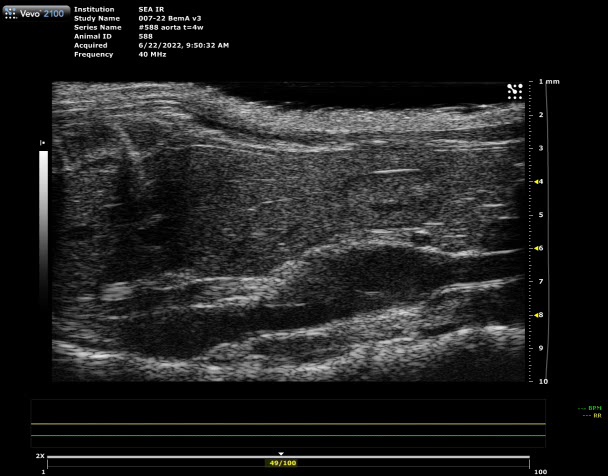 Vevo 2100
Institution SEA IR
Study Name 007-22 BemA v3
Series Name #588 aorta t=4w
Animal ID 588
Acquired 6/22/2022, 9:50:32 AM
Frequency 40 MHz
1 mm
2
3
4
5
6
7
8
9
10
--- BPM
--- RR
2X
49/100
1 100